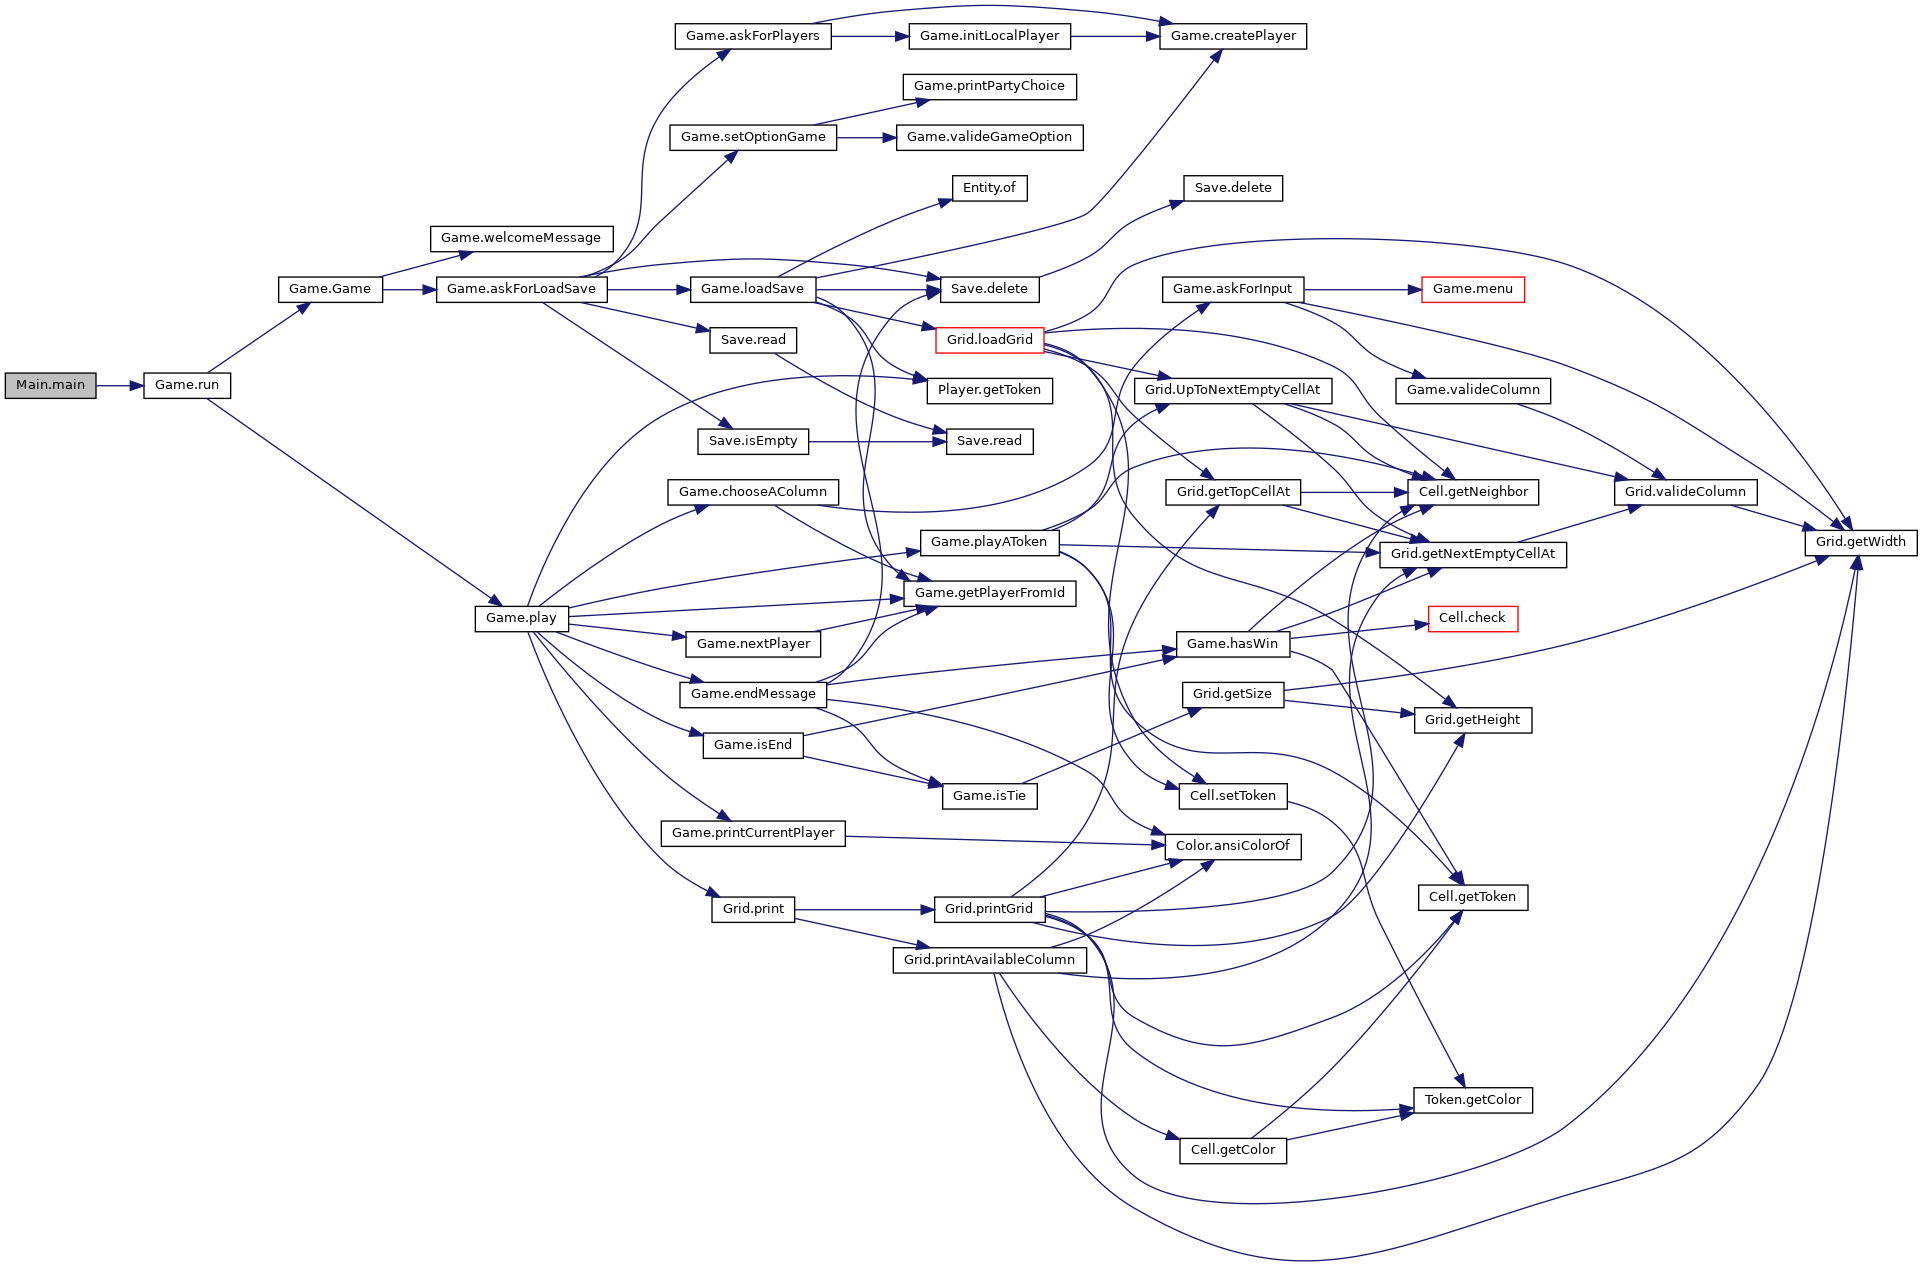 Game.askForPlayers
Game.initLocalPlayer
Game.createPlayer
Game.printPartyChoice
Game.setOptionGame
Game.valideGameOption
Entity.of
Save.delete
Game.welcomeMessage
Game.Game
Game.askForLoadSave
Game.loadSave
Save.delete
Game.askForInput
Game.menu
Save.read
Grid.loadGrid
Main.main
Game.run
Player.getToken
Grid.UpToNextEmptyCellAt
Game.valideColumn
Save.isEmpty
Save.read
Game.chooseAColumn
Grid.getTopCellAt
Cell.getNeighbor
Grid.valideColumn
Game.playAToken
Grid.getNextEmptyCellAt
Grid.getWidth
Game.getPlayerFromId
Game.play
Cell.check
Game.nextPlayer
Game.hasWin
Game.endMessage
Grid.getSize
Grid.getHeight
Game.isEnd
Game.isTie
Cell.setToken
Game.printCurrentPlayer
Color.ansiColorOf
Grid.print
Grid.printGrid
Cell.getToken
Grid.printAvailableColumn
Token.getColor
Cell.getColor